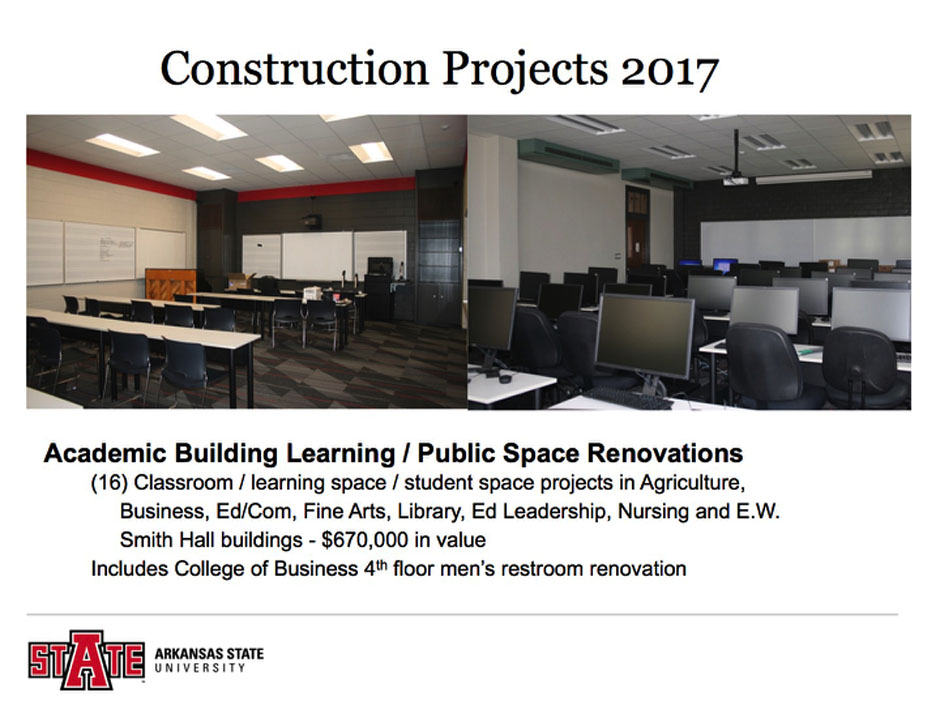 Construction Projects 2017
Academic Building Learning / Public Space Renovations
(16) Classroom / learning space / student space projects in Agriculture,
Business, Ed/Com, Fine Arts, Library, Ed Leadership, Nursing and E.W.
Smith Hall buildings - $670,000 in value
Includes College of Business 4th floor men's restroom renovation
STATE
ARKANSAS STATE
UNIVERSITY